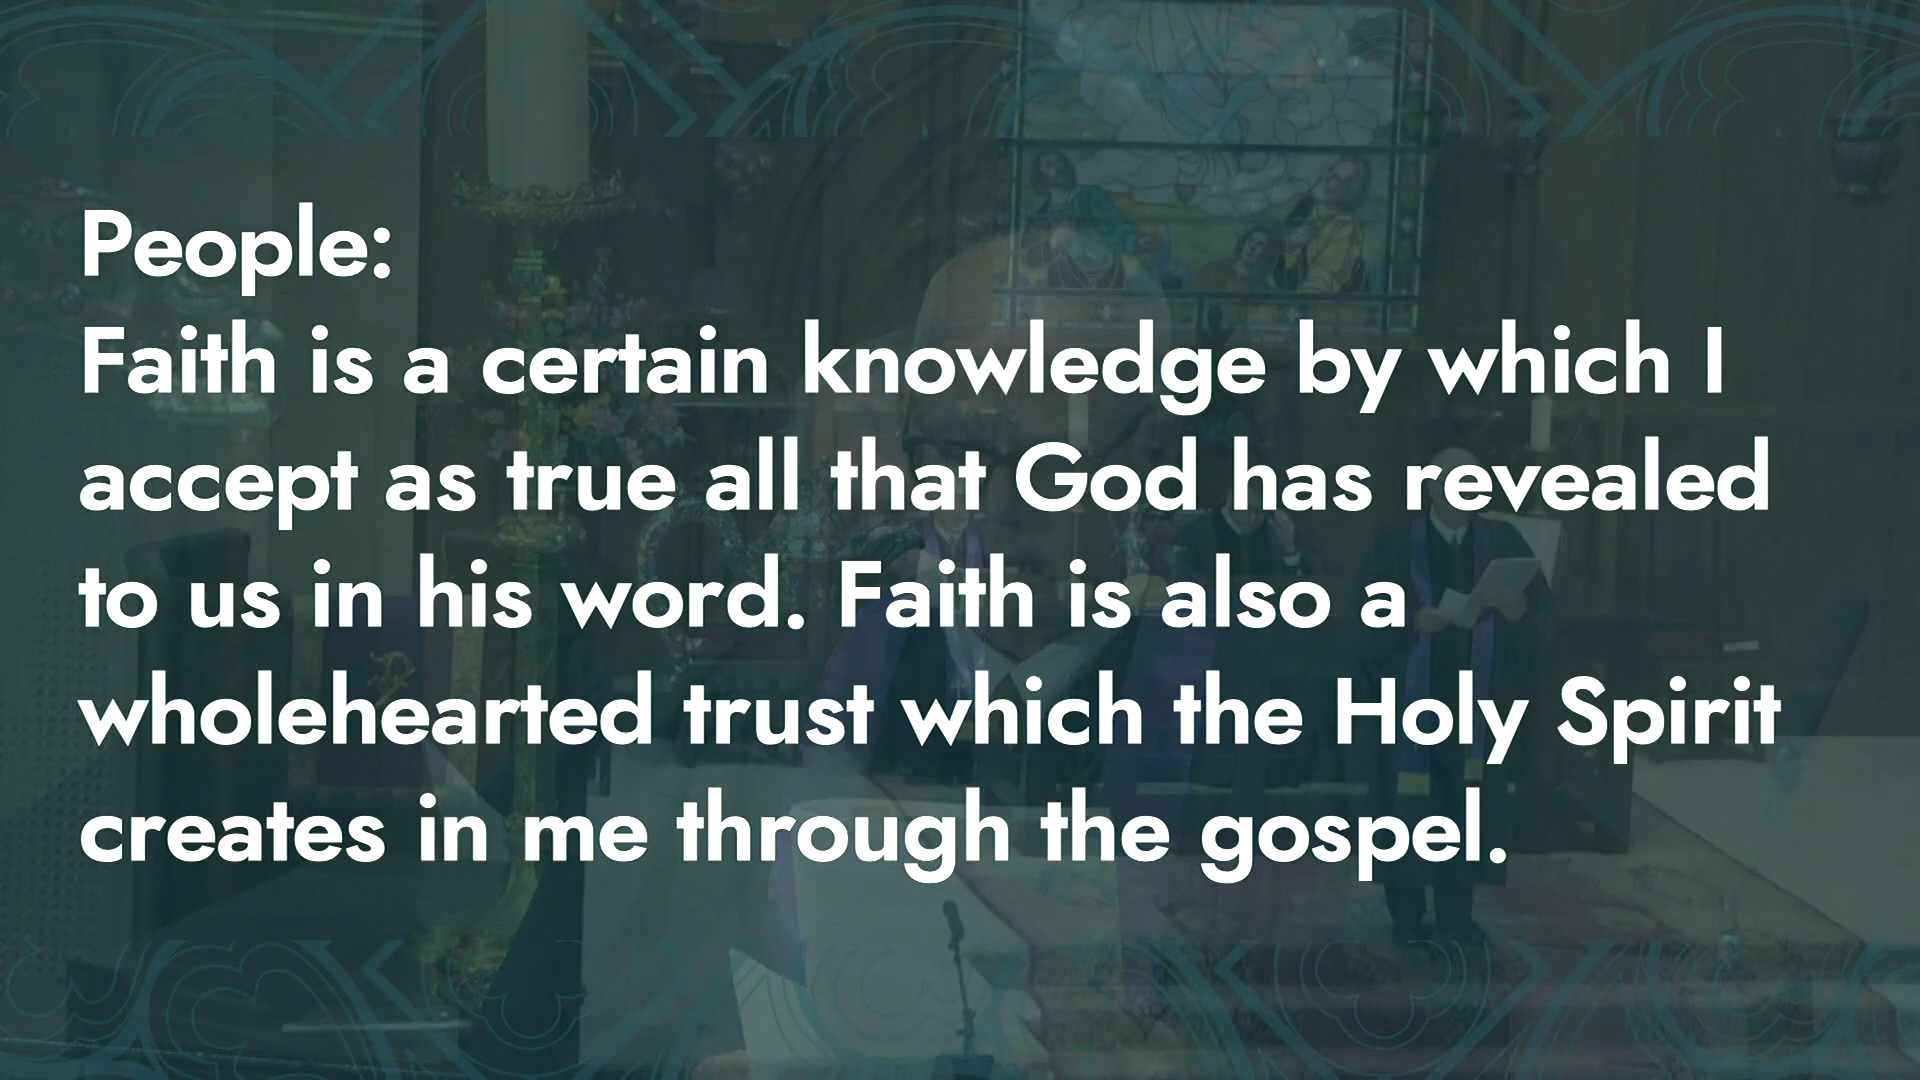 People:
Faith is a certain knowledge by which I
accept as true all that God has revealed
to us in his word. Faith is also a
wholehearted trust which the Holy Spirit
creates in me through the gospel.